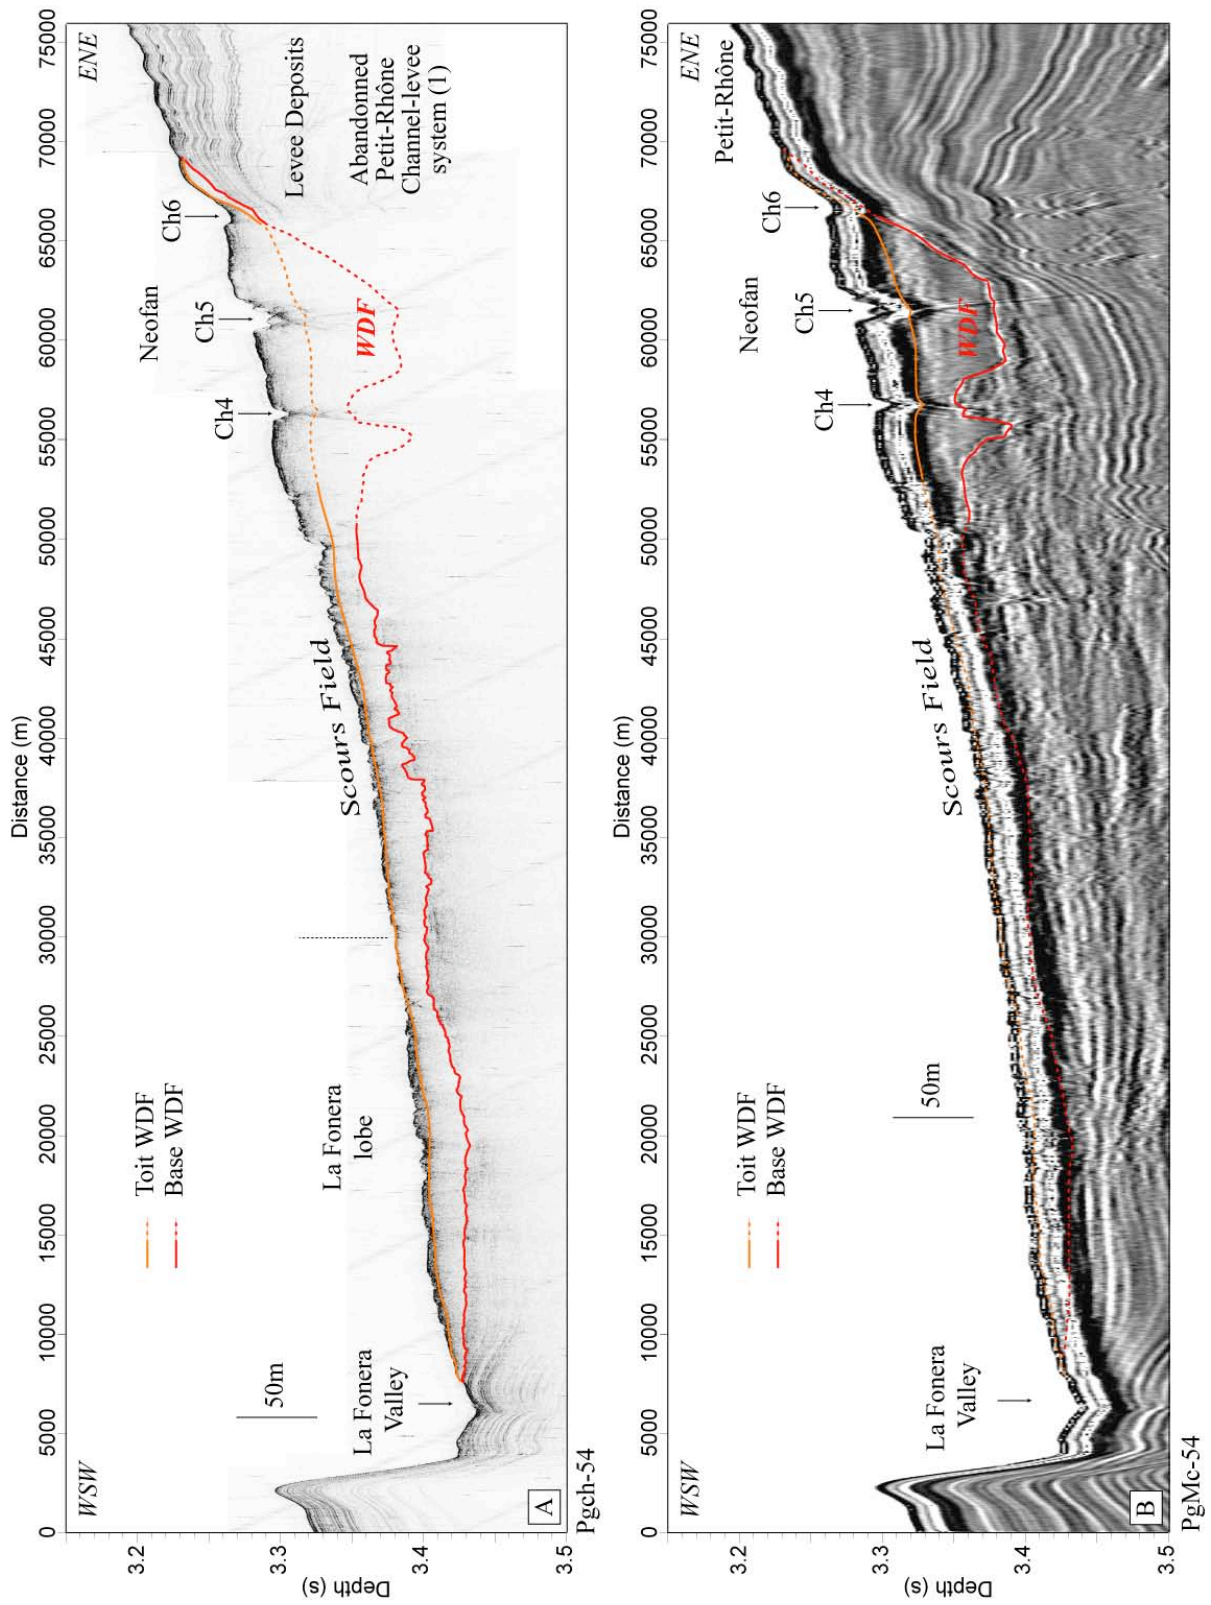 Distance (m)
0 5000 10000 15000 20000 25000 30000 35000 40000 45000 50000 55000 60000 65000 70000 75000
WSW
ENE
Depth (s)
3.2
3.3
3.4
3.5
Toit WDF
Base WDF
50m
La Fonera
Valley
La Fonera
lobe
Scours Field
Neofan
Ch4
Ch5
Ch6
WDF
Levee Deposits
Abandonned
Petit-Rhône
Channel-levee
system (1)
A
Pgch-54
Distance (m)
0 5000 10000 15000 20000 25000 30000 35000 40000 45000 50000 55000 60000 65000 70000 75000
WSW
ENE
Depth (s)
3.2
3.3
3.4
3.5
Toit WDF
Base WDF
50m
La Fonera
Valley
Scours Field
Neofan
Petit-Rhône
Ch4
Ch5
Ch6
WDF
B
PgMc-54